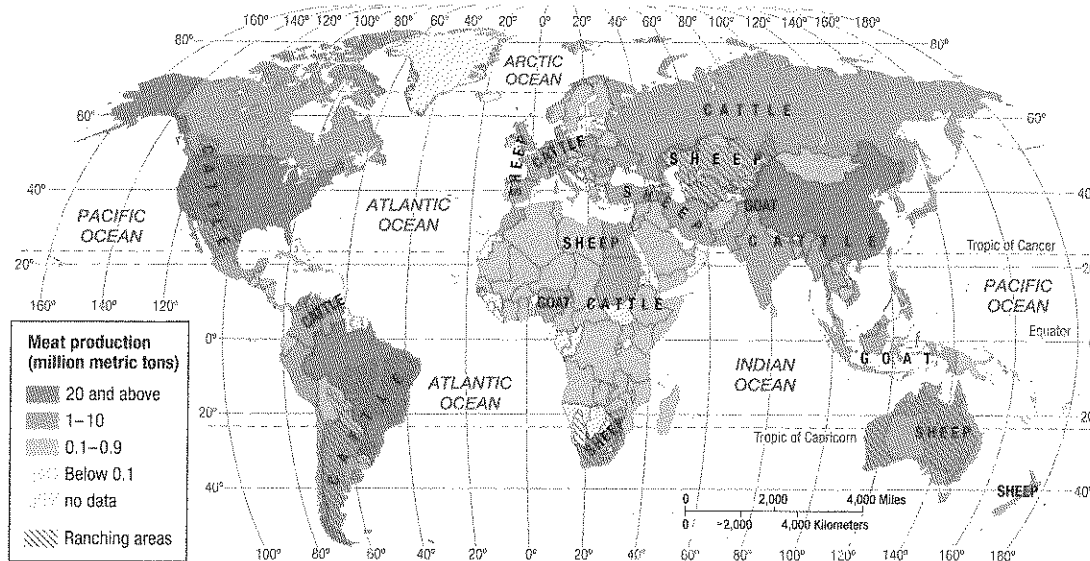 160° 140° 120° 100° 80° 60° 40° 20° 0° 20° 40° 60° 80° 100° 120° 140° 160°
80° 80°
ARCTIC
OCEAN
60° 60°
CATTLE
CATTLE
SHEEP
CATTLE
SHEEP
40° 40°
SHEEP
GOAT
PACIFIC
OCEAN
ATLANTIC
OCEAN
SHEEP
CATTLE
Tropic of Cancer
20° 20°
160° 140° 120°
CATTLE
GOAT CATTLE
PACIFIC
OCEAN
160° 180°
0° Equator 0°
GOAT
INDIAN
OCEAN
ATLANTIC
OCEAN
CATTLE
20° 20°
Tropic of Capricorn
SHEEP
SHEEP
SHEEP
40° 40°
0 2,000 4,000 Miles
0 2,000 4,000 Kilometers
100° 80° 60° 40° 20° 0° 20° 40° 60° 80° 100° 120° 140° 160° 180°
Meat production
(million metric tons)
20 and above
1–10
0.1–0.9
Below 0.1
no data
Ranching areas